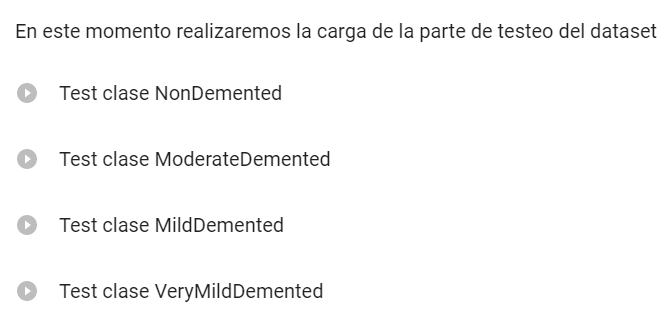 En este momento realizaremos la carga de la parte de testeo del dataset
Test clase NonDemented
Test clase ModerateDemented
Test clase MildDemented
Test clase VeryMildDemented